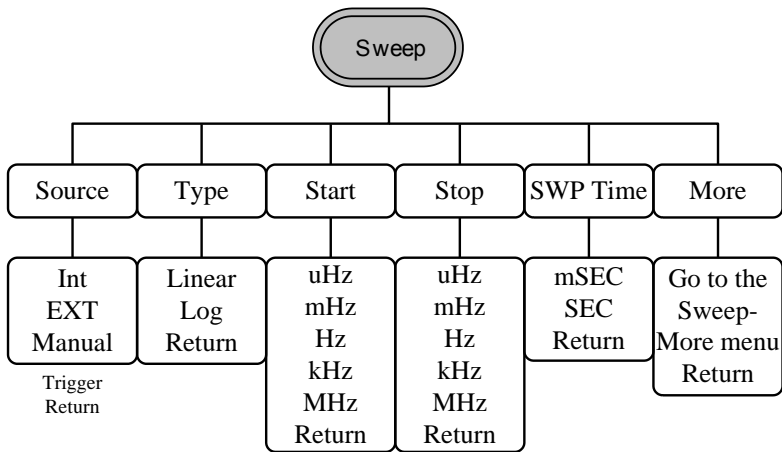 Sweep
Source
Type
Start
Stop
SWP Time
More
Int
EXT
Manual
Trigger
Return
Linear
Log
Return
uHz
mHz
Hz
kHz
MHz
Return
uHz
mHz
Hz
kHz
MHz
Return
mSEC
SEC
Return
Go to the
Sweep-
More menu
Return